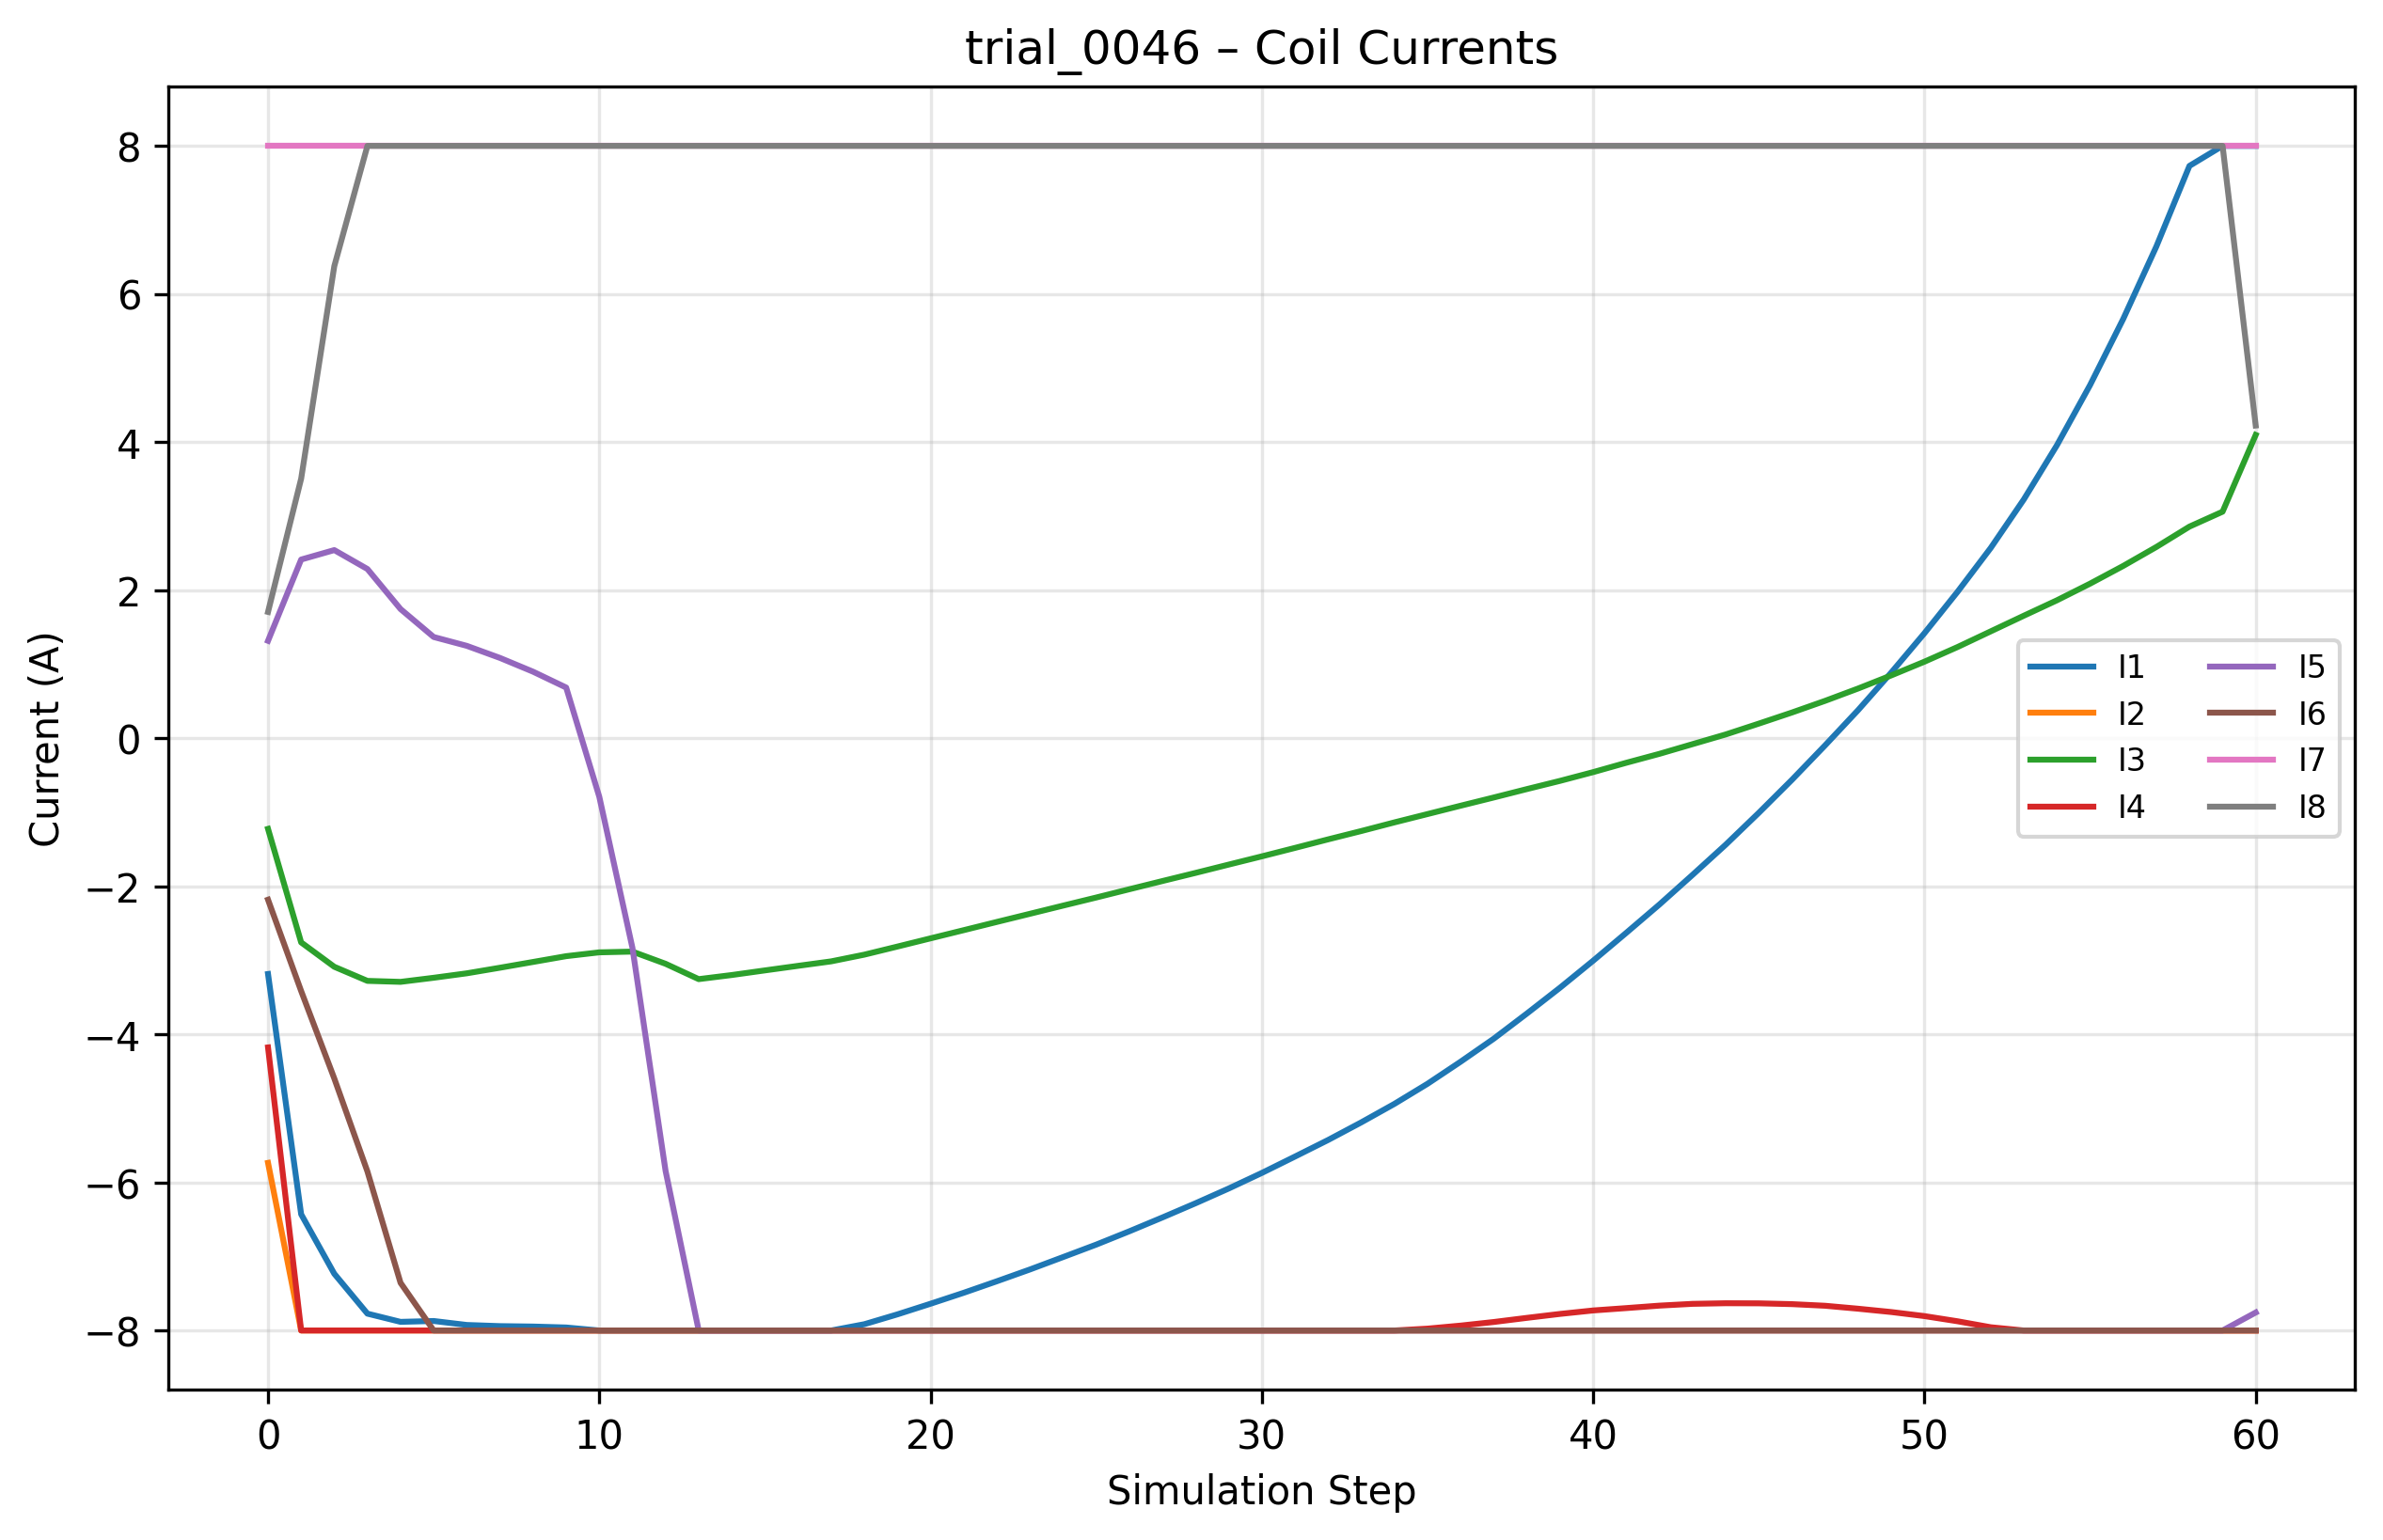 trial_0046 – Coil Currents
Current (A)
8
6
4
2
0
−2
−4
−6
−8
I1
I2
I3
I4
I5
I6
I7
I8
0
10
20
30
40
50
60
Simulation Step